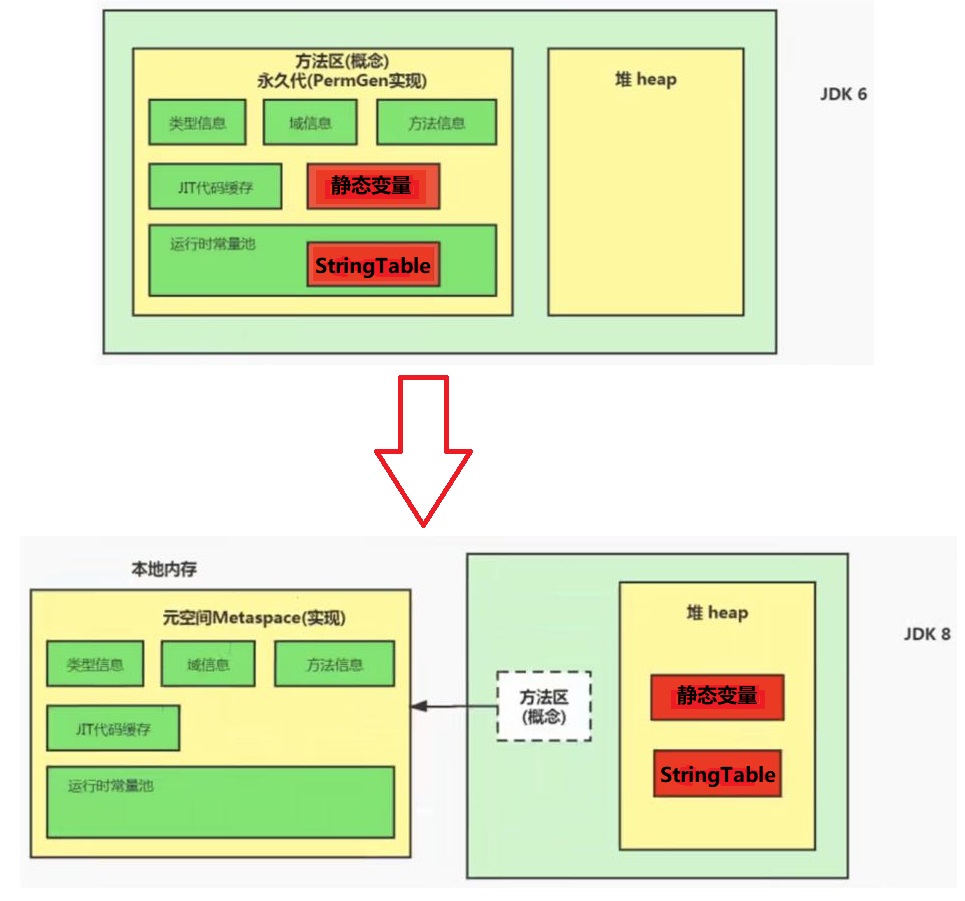 方法区(概念)
永久代(PermGen实现)
类型信息
域信息
方法信息
JIT代码缓存
静态变量
运行时常量池
StringTable
堆 heap
JDK 6
本地内存
元空间Metaspace(实现)
类型信息
域信息
方法信息
JIT代码缓存
运行时常量池
方法区
(概念)
堆 heap
静态变量
StringTable
JDK 8